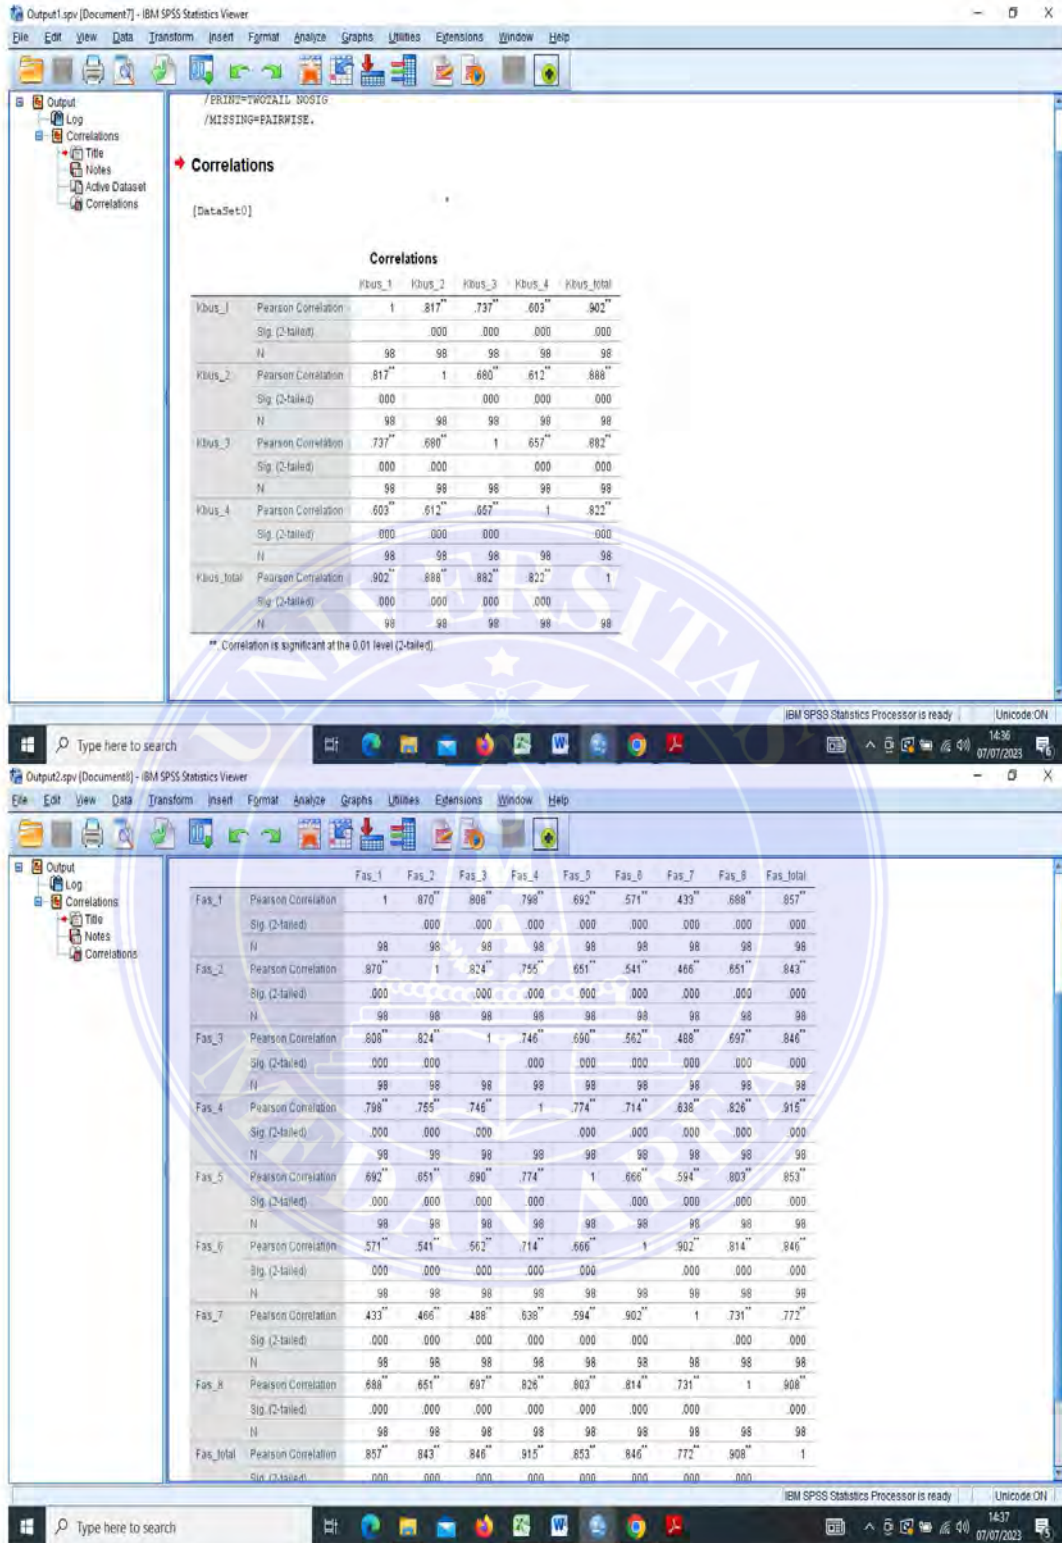 Output1.spv [Document7] - IBM SPSS Statistics Viewer
File Edit View Data Transform Insert Format Analyze Graphs Utilities Extensions Window Help
Output
Log
Correlations
Title
Notes
Active Dataset
Correlations
/PRINT=TWOTAIL NOSIG
/MISSING=PAIRWISE.
Correlations
[DataSet0]
Correlations
Kbus_1 Kbus_2 Kbus_3 Kbus_4 Kbus_total
Kbus_1 Pearson Correlation 1 .817** .737** .603** .902**
Sig. (2-tailed) .000 .000 .000 .000
N 98 98 98 98 98
Kbus_2 Pearson Correlation .817** 1 .680** .612** .888**
Sig. (2-tailed) .000 .000 .000 .000
N 98 98 98 98 98
Kbus_3 Pearson Correlation .737** .680** 1 .657** .882**
Sig. (2-tailed) .000 .000 .000 .000
N 98 98 98 98 98
Kbus_4 Pearson Correlation .603** .612** .657** 1 .822**
Sig. (2-tailed) .000 .000 .000 .000
N 98 98 98 98 98
Kbus_total Pearson Correlation .902** .888** .882** .822** 1
Sig. (2-tailed) .000 .000 .000 .000
N 98 98 98 98 98
**. Correlation is significant at the 0.01 level (2-tailed).
IBM SPSS Statistics Processor is ready Unicode:ON
Type here to search
14:36
07/07/2023
Output2.spv [Document8] - IBM SPSS Statistics Viewer
File Edit View Data Transform Insert Format Analyze Graphs Utilities Extensions Window Help
Output
Log
Correlations
Title
Notes
Correlations
Fas_1 Fas_2 Fas_3 Fas_4 Fas_5 Fas_6 Fas_7 Fas_8 Fas_total
Fas_1 Pearson Correlation 1 .870** .808** .798** .692** .571** .433** .688** .857**
Sig. (2-tailed) .000 .000 .000 .000 .000 .000 .000 .000
N 98 98 98 98 98 98 98 98 98
Fas_2 Pearson Correlation .870** 1 .824** .755** .651** .541** .466** .651** .843**
Sig. (2-tailed) .000 .000 .000 .000 .000 .000 .000 .000
N 98 98 98 98 98 98 98 98 98
Fas_3 Pearson Correlation .808** .824** 1 .746** .690** .562** .488** .697** .846**
Sig. (2-tailed) .000 .000 .000 .000 .000 .000 .000 .000
N 98 98 98 98 98 98 98 98 98
Fas_4 Pearson Correlation .798** .755** .746** 1 .774** .714** .638** .826** .915**
Sig. (2-tailed) .000 .000 .000 .000 .000 .000 .000 .000
N 98 98 98 98 98 98 98 98 98
Fas_5 Pearson Correlation .692** .651** .690** .774** 1 .666** .594** .803** .853**
Sig. (2-tailed) .000 .000 .000 .000 .000 .000 .000 .000
N 98 98 98 98 98 98 98 98 98
Fas_6 Pearson Correlation .571** .541** .562** .714** .666** 1 .902** .814** .846**
Sig. (2-tailed) .000 .000 .000 .000 .000 .000 .000 .000
N 98 98 98 98 98 98 98 98 98
Fas_7 Pearson Correlation .433** .466** .488** .638** .594** .902** 1 .731** .772**
Sig. (2-tailed) .000 .000 .000 .000 .000 .000 .000 .000
N 98 98 98 98 98 98 98 98 98
Fas_8 Pearson Correlation .688** .651** .697** .826** .803** .814** .731** 1 .908**
Sig. (2-tailed) .000 .000 .000 .000 .000 .000 .000 .000
N 98 98 98 98 98 98 98 98 98
Fas_total Pearson Correlation .857** .843** .846** .915** .853** .846** .772** .908** 1
Sig. (2-tailed) .000 .000 .000 .000 .000 .000 .000 .000
IBM SPSS Statistics Processor is ready Unicode:ON
Type here to search
14:37
07/07/2023
UNIVERSITAS
MEDAN AREA